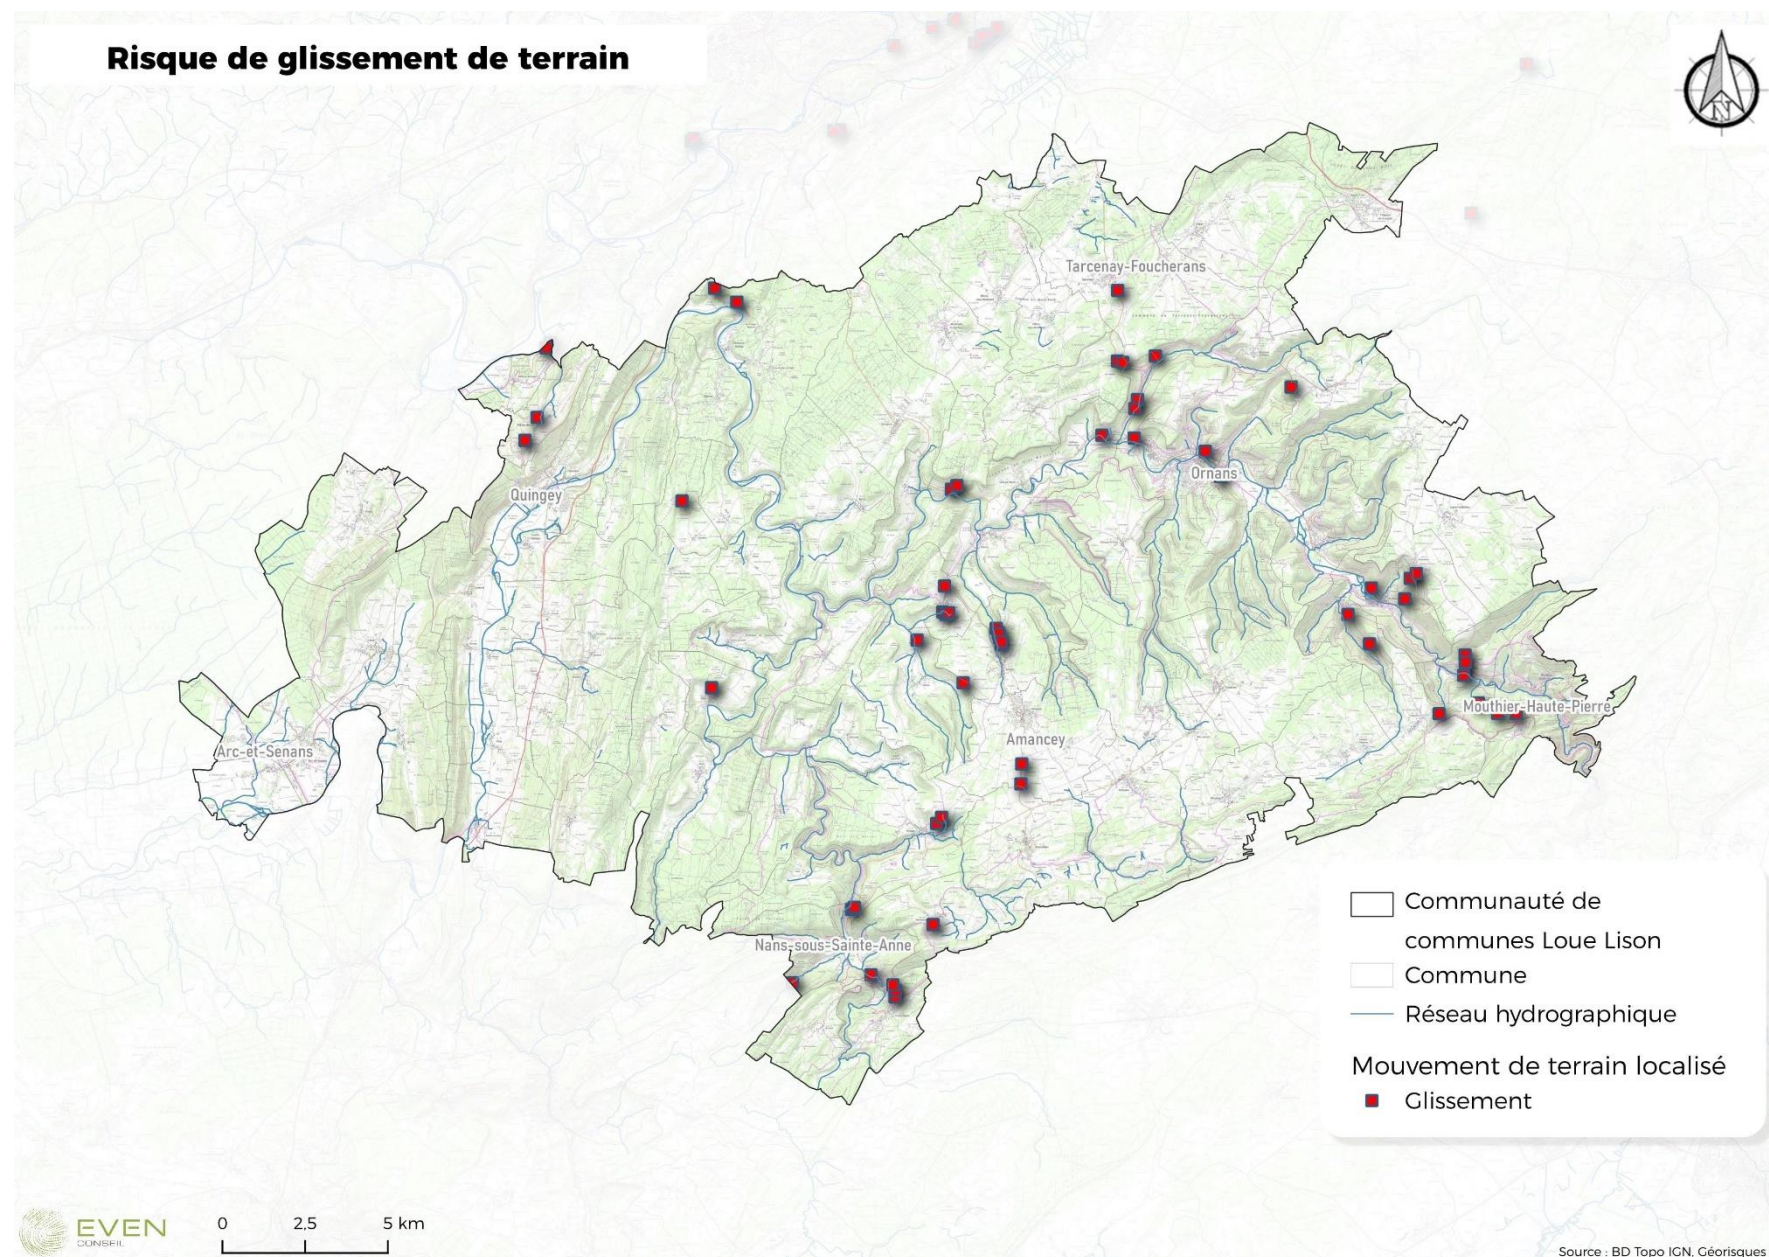 Risque de glissement de terrain
N
Tarcenay-Foucherans
Ornans
Quingey
Mouthier-Haute-Pierre
Amancey
Arc-et-Senans
Nans-sous-Sainte-Anne
Communauté de
communes Loue Lison
Commune
Réseau hydrographique
Mouvement de terrain localisé
Glissement
EVEN
CONSEIL
0 2,5 5 km
Source : BD Topo IGN, Géorisques